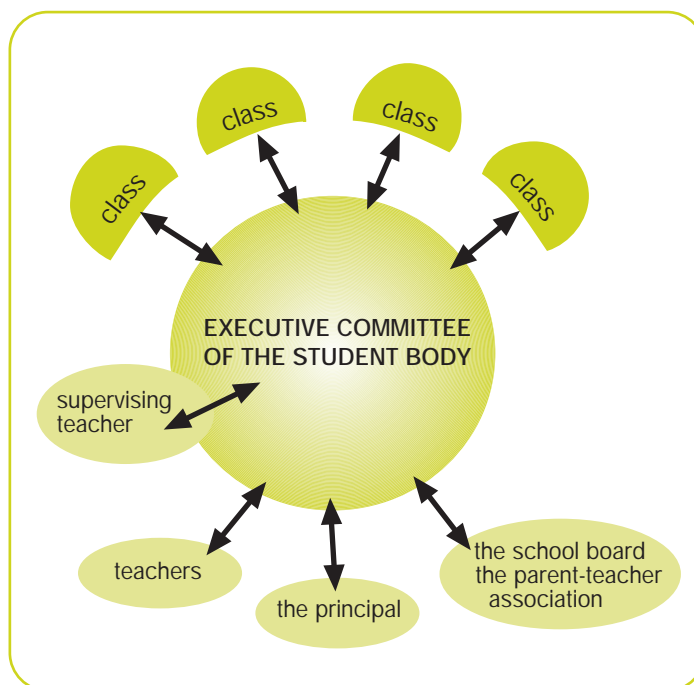 class
class
class
class
EXECUTIVE COMMITTEE
OF THE STUDENT BODY
supervising
teacher
teachers
the principal
the school board
the parent-teacher
association